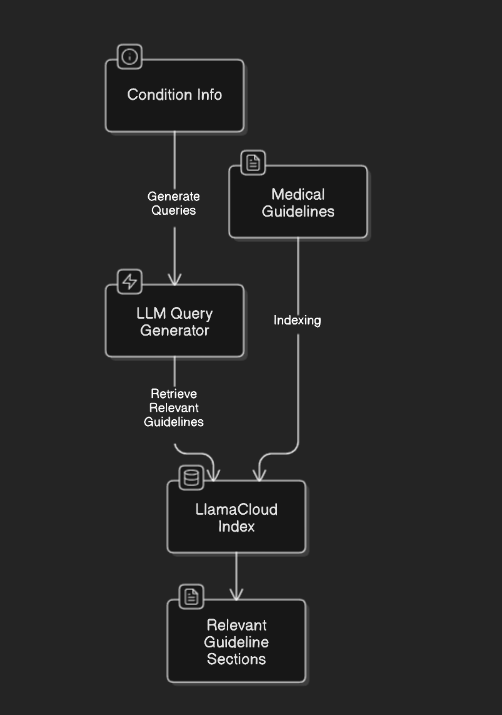 Condition Info
Generate
Queries
Medical
Guidelines
LLM Query
Generator
Indexing
Retrieve
Relevant
Guidelines
LlamaCloud
Index
Relevant
Guideline
Sections